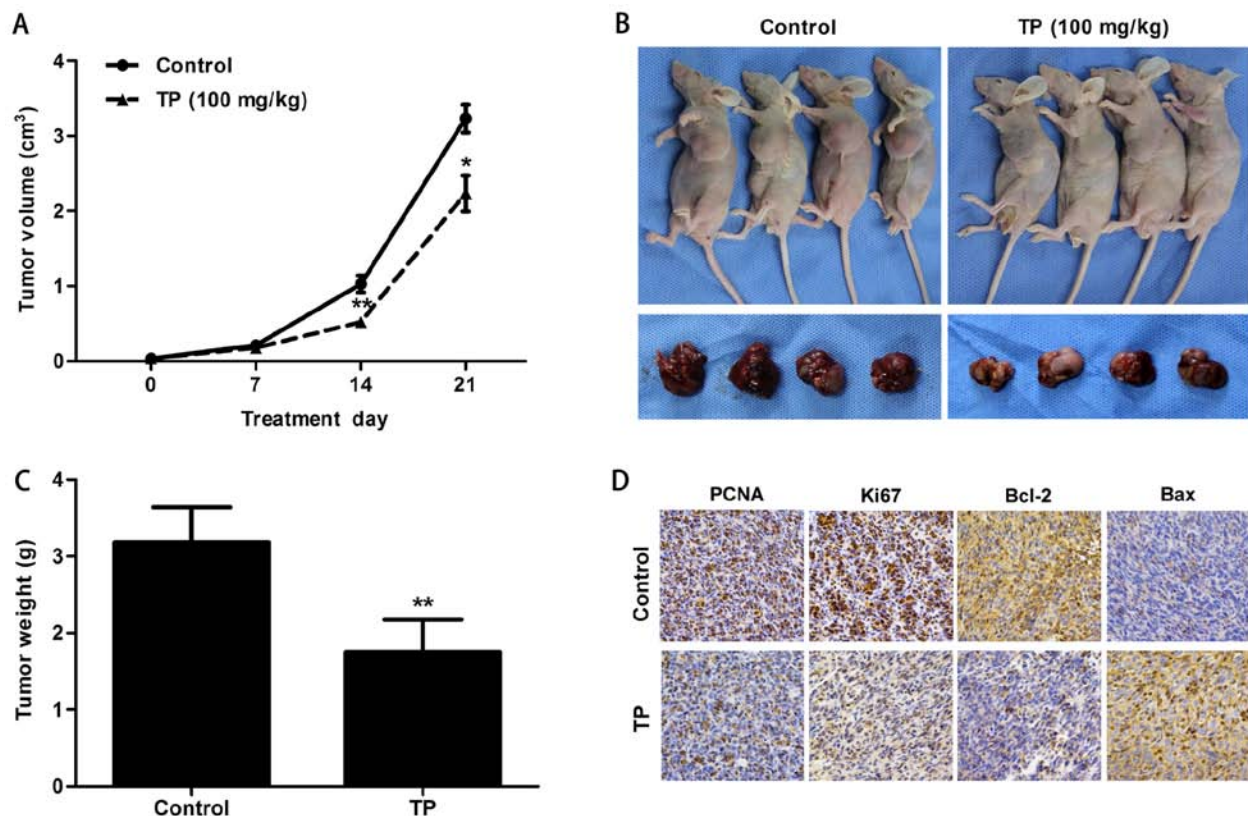 A
Control
TP (100 mg/kg)
Tumor volume (cm³)
4
3
2
1
0
*
**
0 7 14 21
Treatment day
B
Control TP (100 mg/kg)
C
Tumor weight (g)
4
3
2
1
0
**
Control TP
D
PCNA Ki67 Bcl-2 Bax
Control
TP